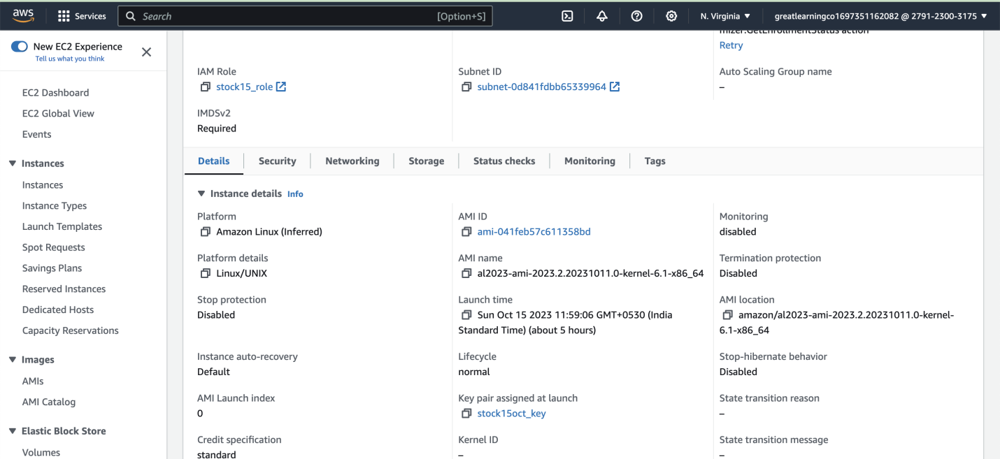 aws
Services
Search
[Option+S]
N. Virginia
greatlearningco1697351162082 @ 2791-2300-3175
New EC2 Experience
Tell us what you think
EC2 Dashboard
EC2 Global View
Events
Instances
Instances
Instance Types
Launch Templates
Spot Requests
Savings Plans
Reserved Instances
Dedicated Hosts
Capacity Reservations
Images
AMIs
AMI Catalog
Elastic Block Store
Volumes
mizer:GetEnrollmentStatus action
Retry
IAM Role
stock15_role
Subnet ID
subnet-0d841fdbb65339964
Auto Scaling Group name
–
IMDSv2
Required
Details
Security
Networking
Storage
Status checks
Monitoring
Tags
Instance details Info
Platform
Amazon Linux (Inferred)
AMI ID
ami-041feb57c611358bd
Monitoring
disabled
Platform details
Linux/UNIX
AMI name
al2023-ami-2023.2.20231011.0-kernel-6.1-x86_64
Termination protection
Disabled
Stop protection
Disabled
Launch time
Sun Oct 15 2023 11:59:06 GMT+0530 (India
Standard Time) (about 5 hours)
AMI location
amazon/al2023-ami-2023.2.20231011.0-kernel-
6.1-x86_64
Instance auto-recovery
Default
Lifecycle
normal
Stop-hibernate behavior
Disabled
AMI Launch index
0
Key pair assigned at launch
stock15oct_key
State transition reason
–
Credit specification
standard
Kernel ID
–
State transition message
–